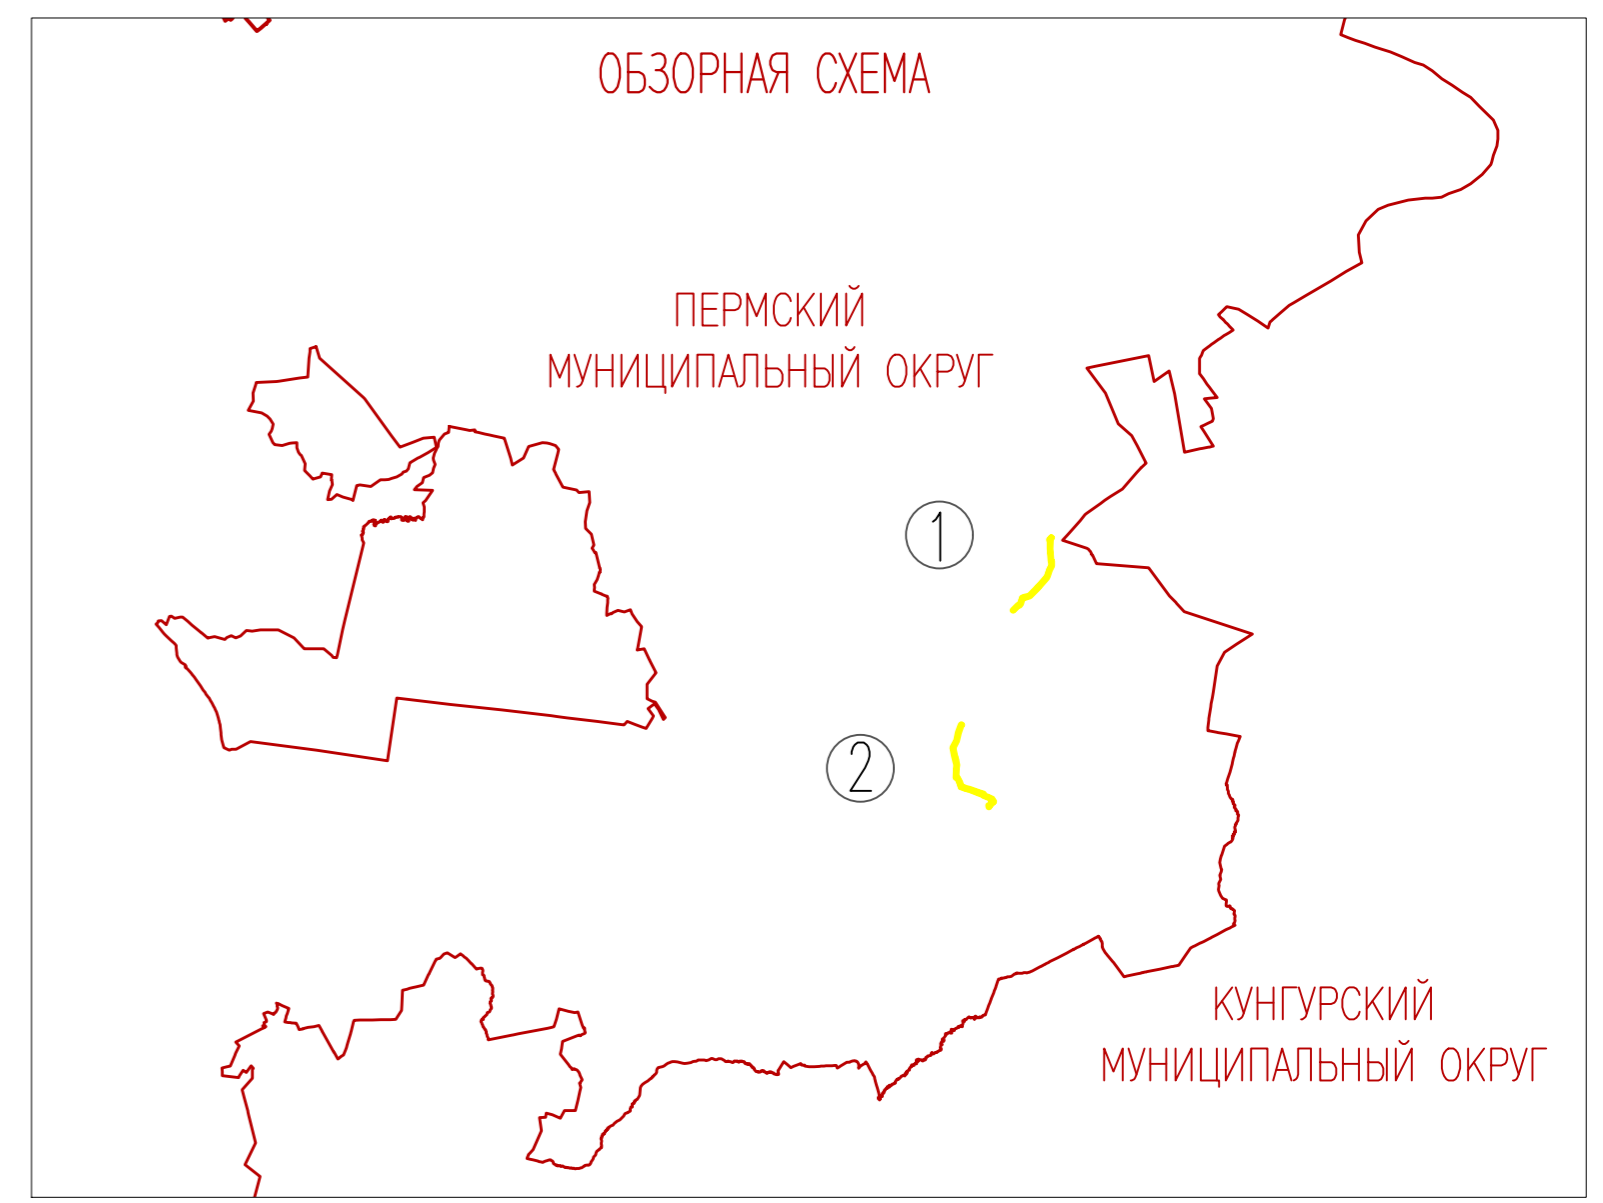 ОБЗОРНАЯ СХЕМА
ПЕРМСКИЙ
МУНИЦИПАЛЬНЫЙ ОКРУГ
1
2
КУНГУРСКИЙ
МУНИЦИПАЛЬНЫЙ ОКРУГ